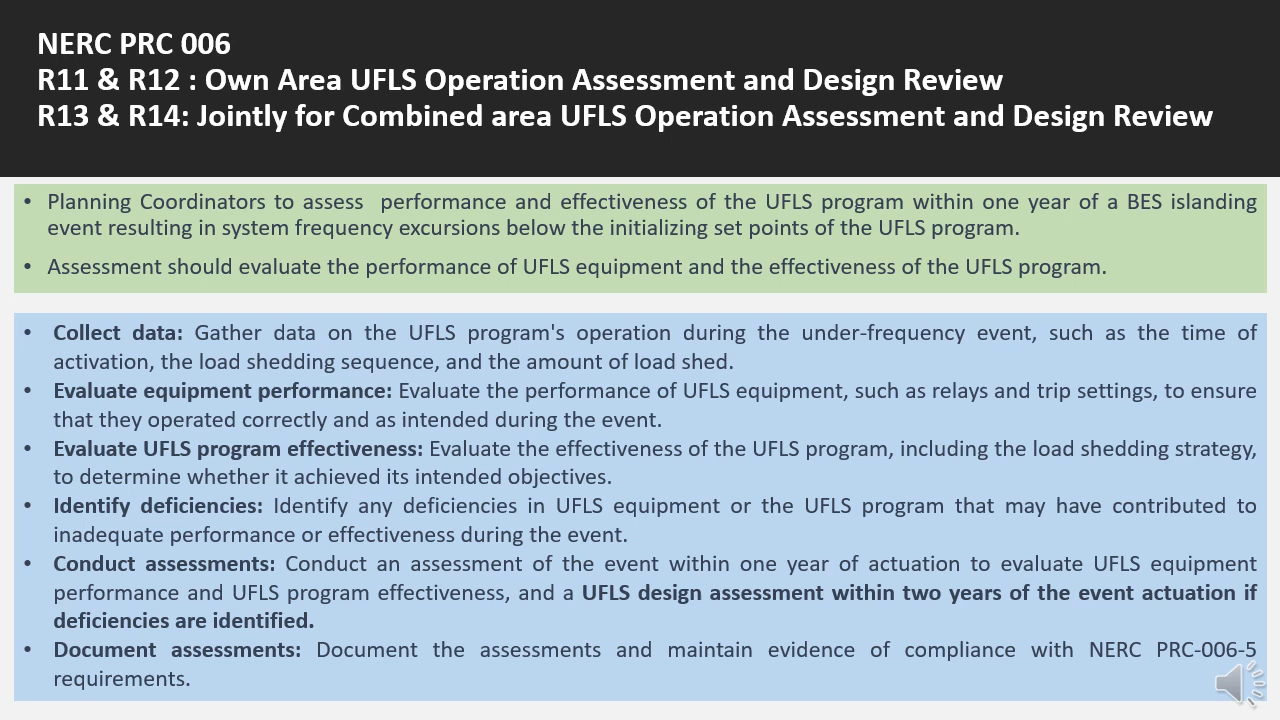 NERC PRC 006
R11 & R12 : Own Area UFLS Operation Assessment and Design Review
R13 & R14: Jointly for Combined area UFLS Operation Assessment and Design Review
• Planning Coordinators to assess performance and effectiveness of the UFLS program within one year of a BES islanding
event resulting in system frequency excursions below the initializing set points of the UFLS program.
• Assessment should evaluate the performance of UFLS equipment and the effectiveness of the UFLS program.
• Collect data: Gather data on the UFLS program's operation during the under-frequency event, such as the time of
activation, the load shedding sequence, and the amount of load shed.
• Evaluate equipment performance: Evaluate the performance of UFLS equipment, such as relays and trip settings, to ensure
that they operated correctly and as intended during the event.
• Evaluate UFLS program effectiveness: Evaluate the effectiveness of the UFLS program, including the load shedding strategy,
to determine whether it achieved its intended objectives.
• Identify deficiencies: Identify any deficiencies in UFLS equipment or the UFLS program that may have contributed to
inadequate performance or effectiveness during the event.
• Conduct assessments: Conduct an assessment of the event within one year of actuation to evaluate UFLS equipment
performance and UFLS program effectiveness, and a UFLS design assessment within two years of the event actuation if
deficiencies are identified.
• Document assessments: Document the assessments and maintain evidence of compliance with NERC PRC-006-5
requirements.